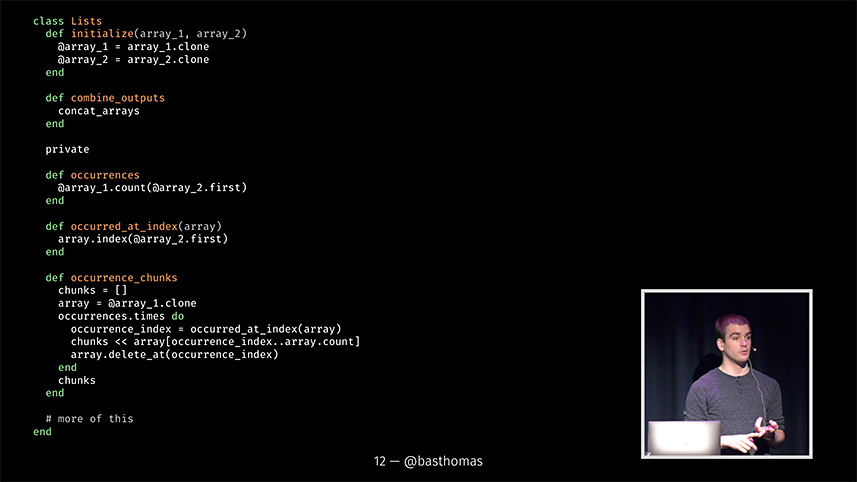 class Lists
  def initialize(array_1, array_2)
    @array_1 = array_1.clone
    @array_2 = array_2.clone
  end

  def combine_outputs
    concat_arrays
  end

  private

  def occurrences
    @array_1.count(@array_2.first)
  end

  def occurred_at_index(array)
    array.index(@array_2.first)
  end

  def occurrence_chunks
    chunks = []
    array = @array_1.clone
    occurrences.times do
      occurrence_index = occurred_at_index(array)
      chunks << array[occurrence_index..array.count]
      array.delete_at(occurrence_index)
    end
    chunks
  end

  # more of this
end
12 — @basthomas